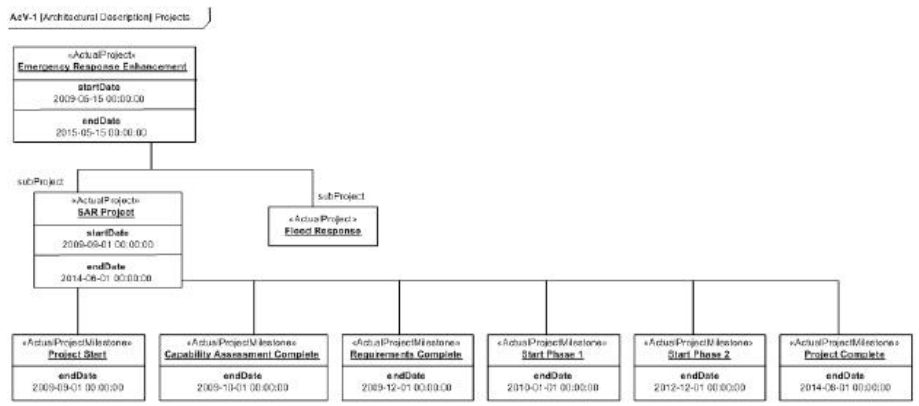 AcV-1 [Architectural Description] Projects
«ActualProject»
Emergency Response Enhancement
startDate
2009-05-15 00:00:00
endDate
2015-05-15 00:00:00
subProject
subProject
«ActualProject»
SAR Project
startDate
2009-09-01 00:00:00
endDate
2014-06-01 00:00:00
«ActualProject»
Flood Response
«ActualProjectMilestone»
Project Start
endDate
2009-09-01 00:00:00
«ActualProjectMilestone»
Capability Assessment Complete
endDate
2009-10-01 00:00:00
«ActualProjectMilestone»
Requirements Complete
endDate
2009-12-01 00:00:00
«ActualProjectMilestone»
Start Phase 1
endDate
2010-01-01 00:00:00
«ActualProjectMilestone»
Start Phase 2
endDate
2012-12-01 00:00:00
«ActualProjectMilestone»
Project Complete
endDate
2014-06-01 00:00:00